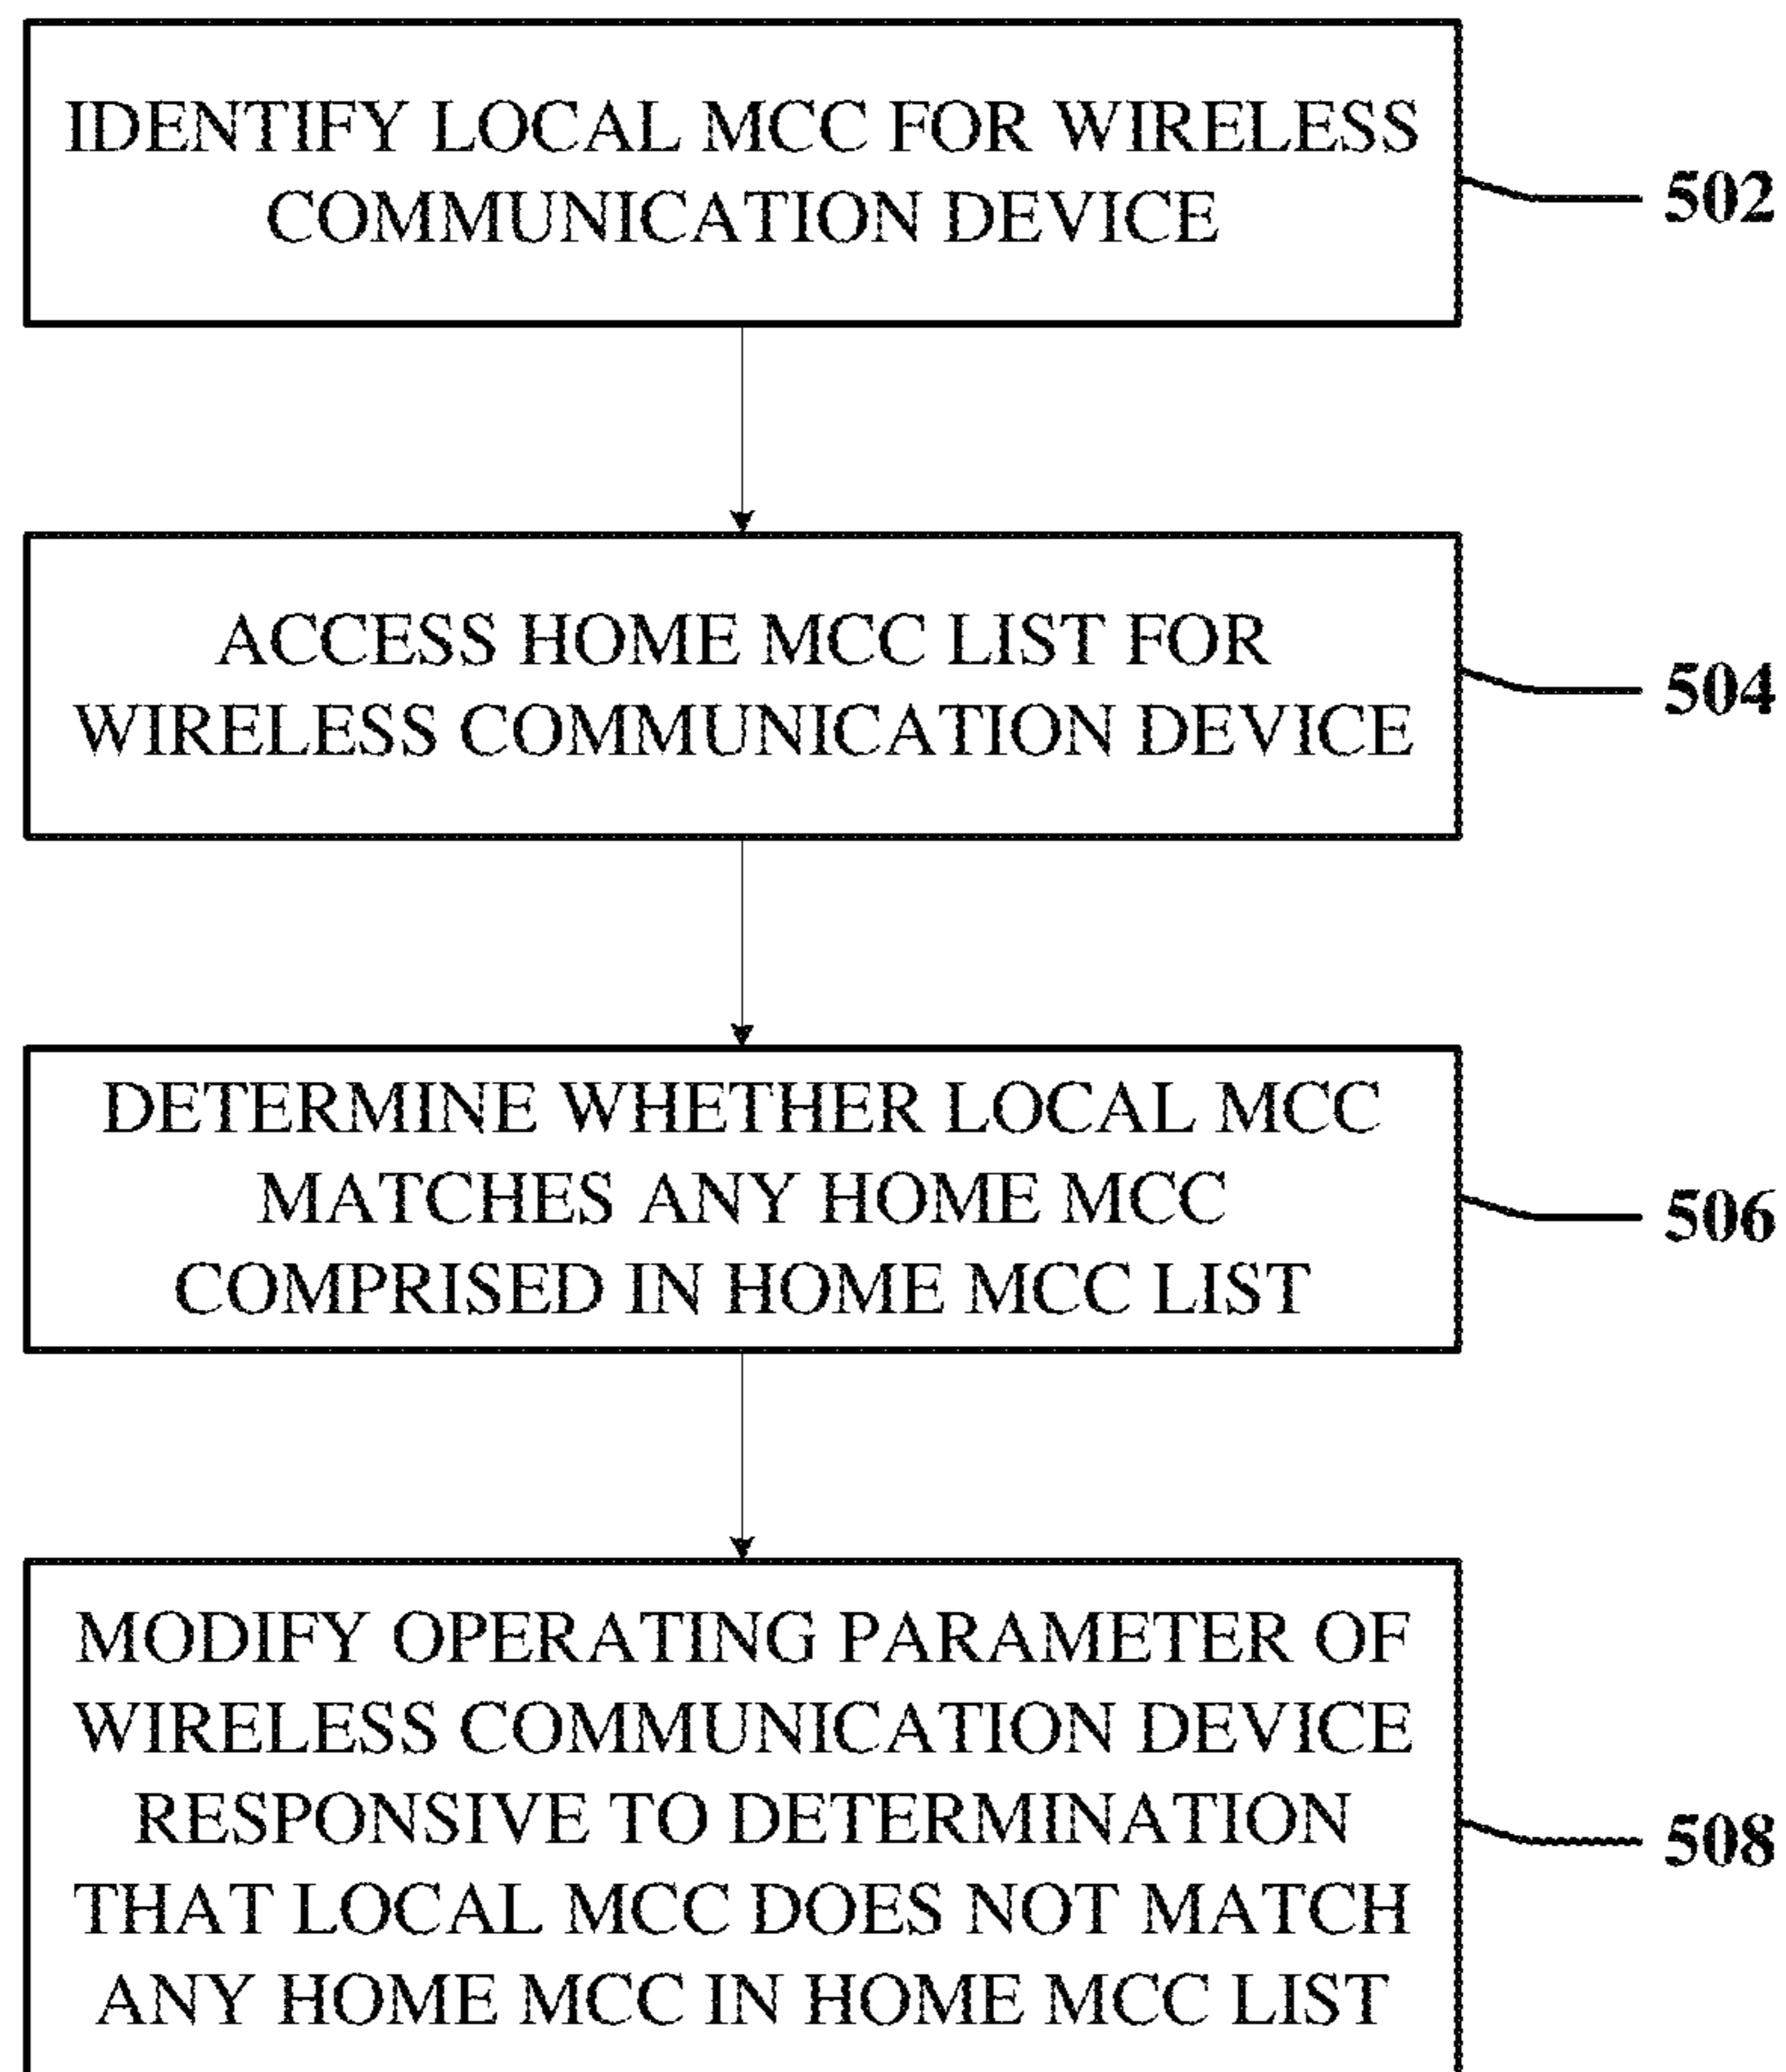 IDENTIFY LOCAL MCC FOR WIRELESS
COMMUNICATION DEVICE
502
ACCESS HOME MCC LIST FOR
WIRELESS COMMUNICATION DEVICE
504
DETERMINE WHETHER LOCAL MCC
MATCHES ANY HOME MCC
COMPRISED IN HOME MCC LIST
506
MODIFY OPERATING PARAMETER OF
WIRELESS COMMUNICATION DEVICE
RESPONSIVE TO DETERMINATION
THAT LOCAL MCC DOES NOT MATCH
ANY HOME MCC IN HOME MCC LIST
508